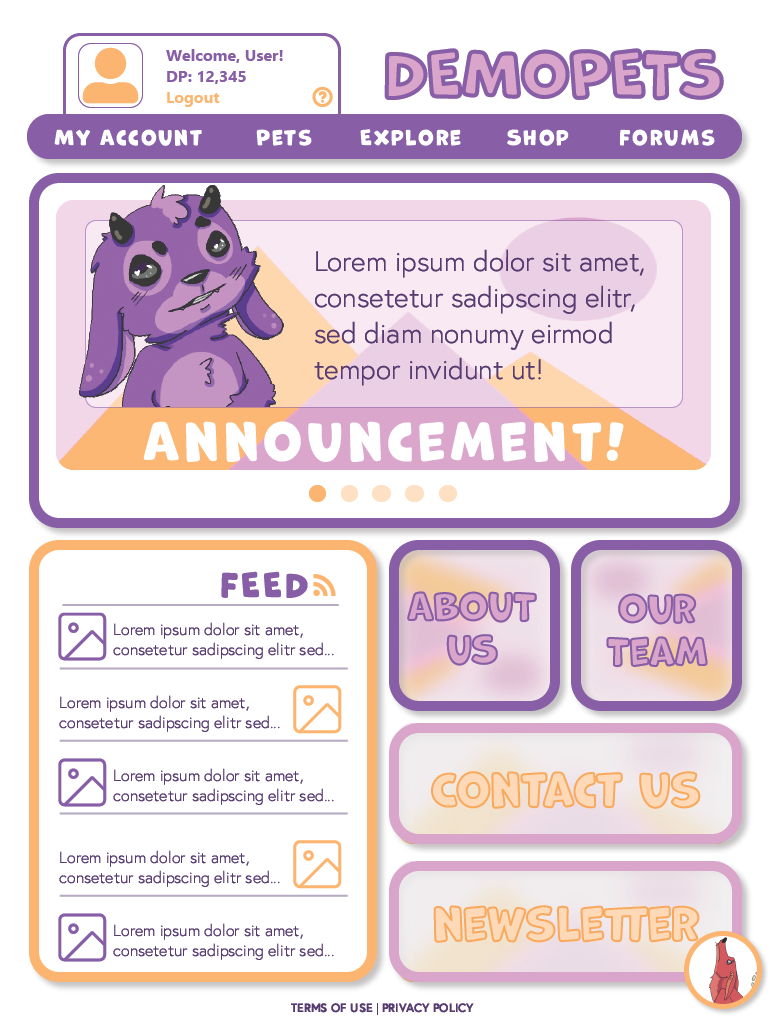 Welcome, User!
DP: 12,345
Logout
?
DEMOPETS
MY ACCOUNT
PETS
EXPLORE
SHOP
FORUMS
Lorem ipsum dolor sit amet,
consetetur sadipscing elitr,
sed diam nonumy eirmod
tempor invidunt ut!
ANNOUNCEMENT!
FEED
Lorem ipsum dolor sit amet,
consetetur sadipscing elitr sed...
Lorem ipsum dolor sit amet,
consetetur sadipscing elitr sed...
Lorem ipsum dolor sit amet,
consetetur sadipscing elitr sed...
Lorem ipsum dolor sit amet,
consetetur sadipscing elitr sed...
Lorem ipsum dolor sit amet,
consetetur sadipscing elitr sed...
ABOUT
US
OUR
TEAM
CONTACT US
NEWSLETTER
TERMS OF USE | PRIVACY POLICY